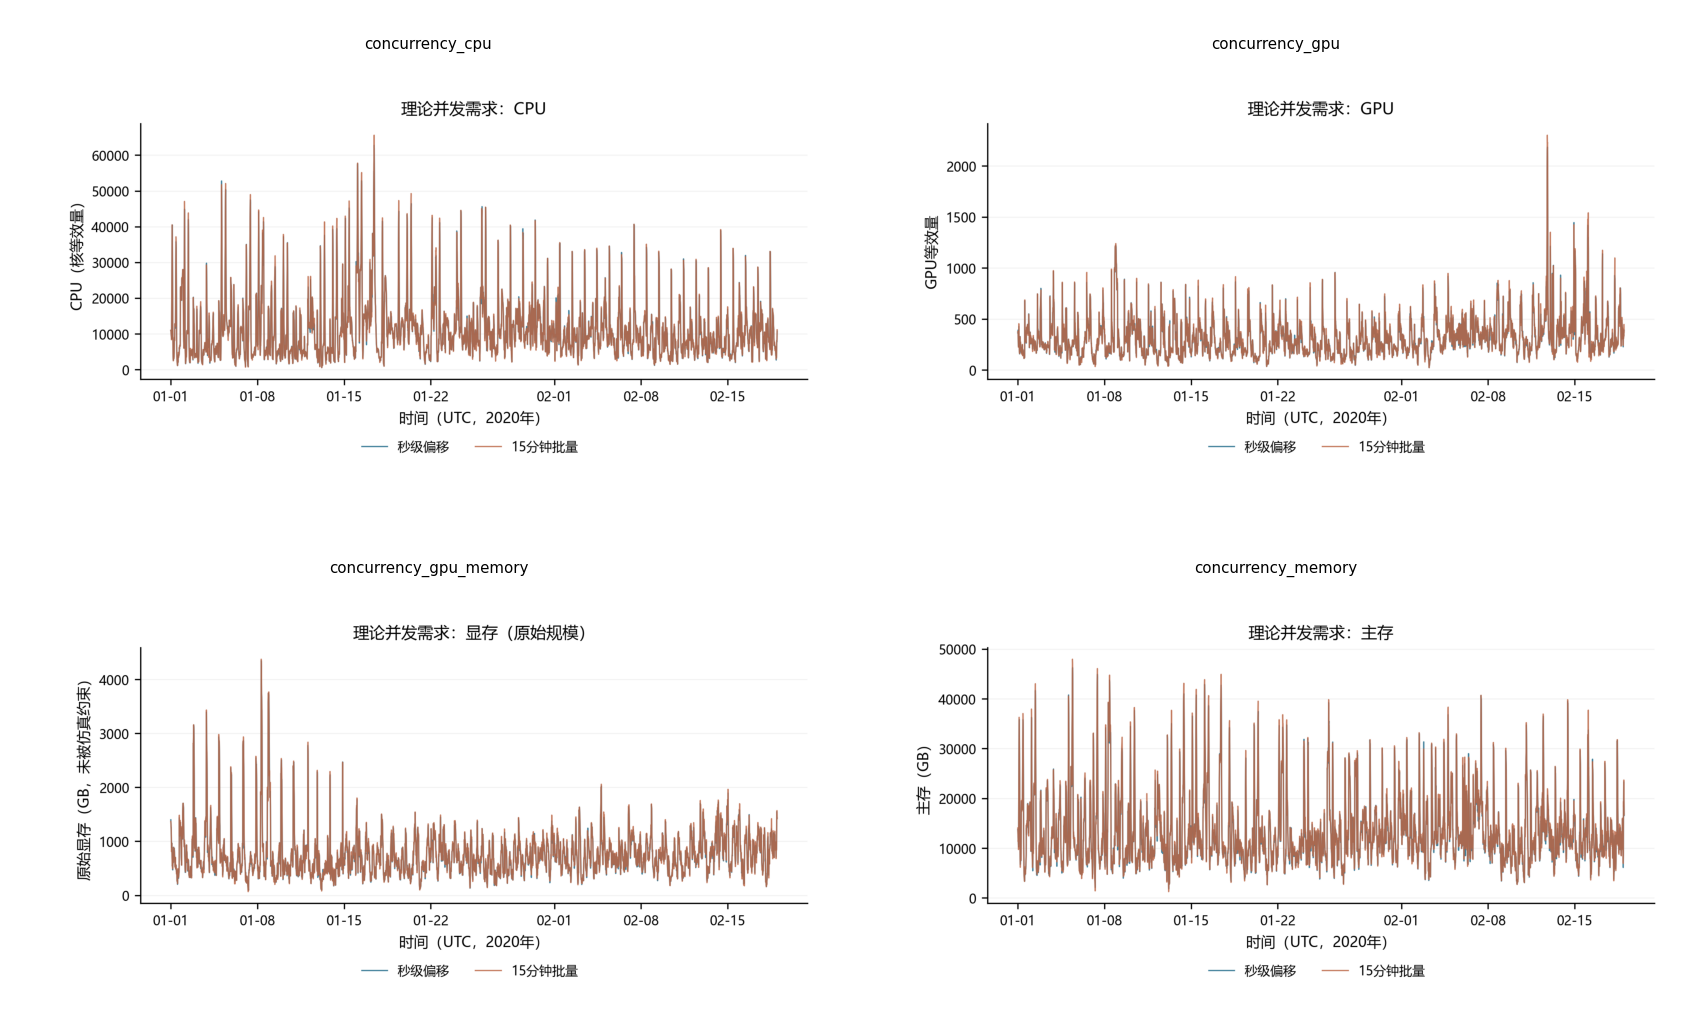 concurrency_cpu
理论并发需求：CPU
CPU（核等效量）
60000
50000
40000
30000
20000
10000
0
01-01 01-08 01-15 01-22 02-01 02-08 02-15
时间（UTC，2020年）
秒级偏移 15分钟批量
concurrency_gpu
理论并发需求：GPU
GPU等效量
2000
1500
1000
500
0
01-01 01-08 01-15 01-22 02-01 02-08 02-15
时间（UTC，2020年）
秒级偏移 15分钟批量
concurrency_gpu_memory
理论并发需求：显存（原始规模）
原始显存（GB，未被仿真约束）
4000
3000
2000
1000
0
01-01 01-08 01-15 01-22 02-01 02-08 02-15
时间（UTC，2020年）
秒级偏移 15分钟批量
concurrency_memory
理论并发需求：主存
主存（GB）
50000
40000
30000
20000
10000
0
01-01 01-08 01-15 01-22 02-01 02-08 02-15
时间（UTC，2020年）
秒级偏移 15分钟批量